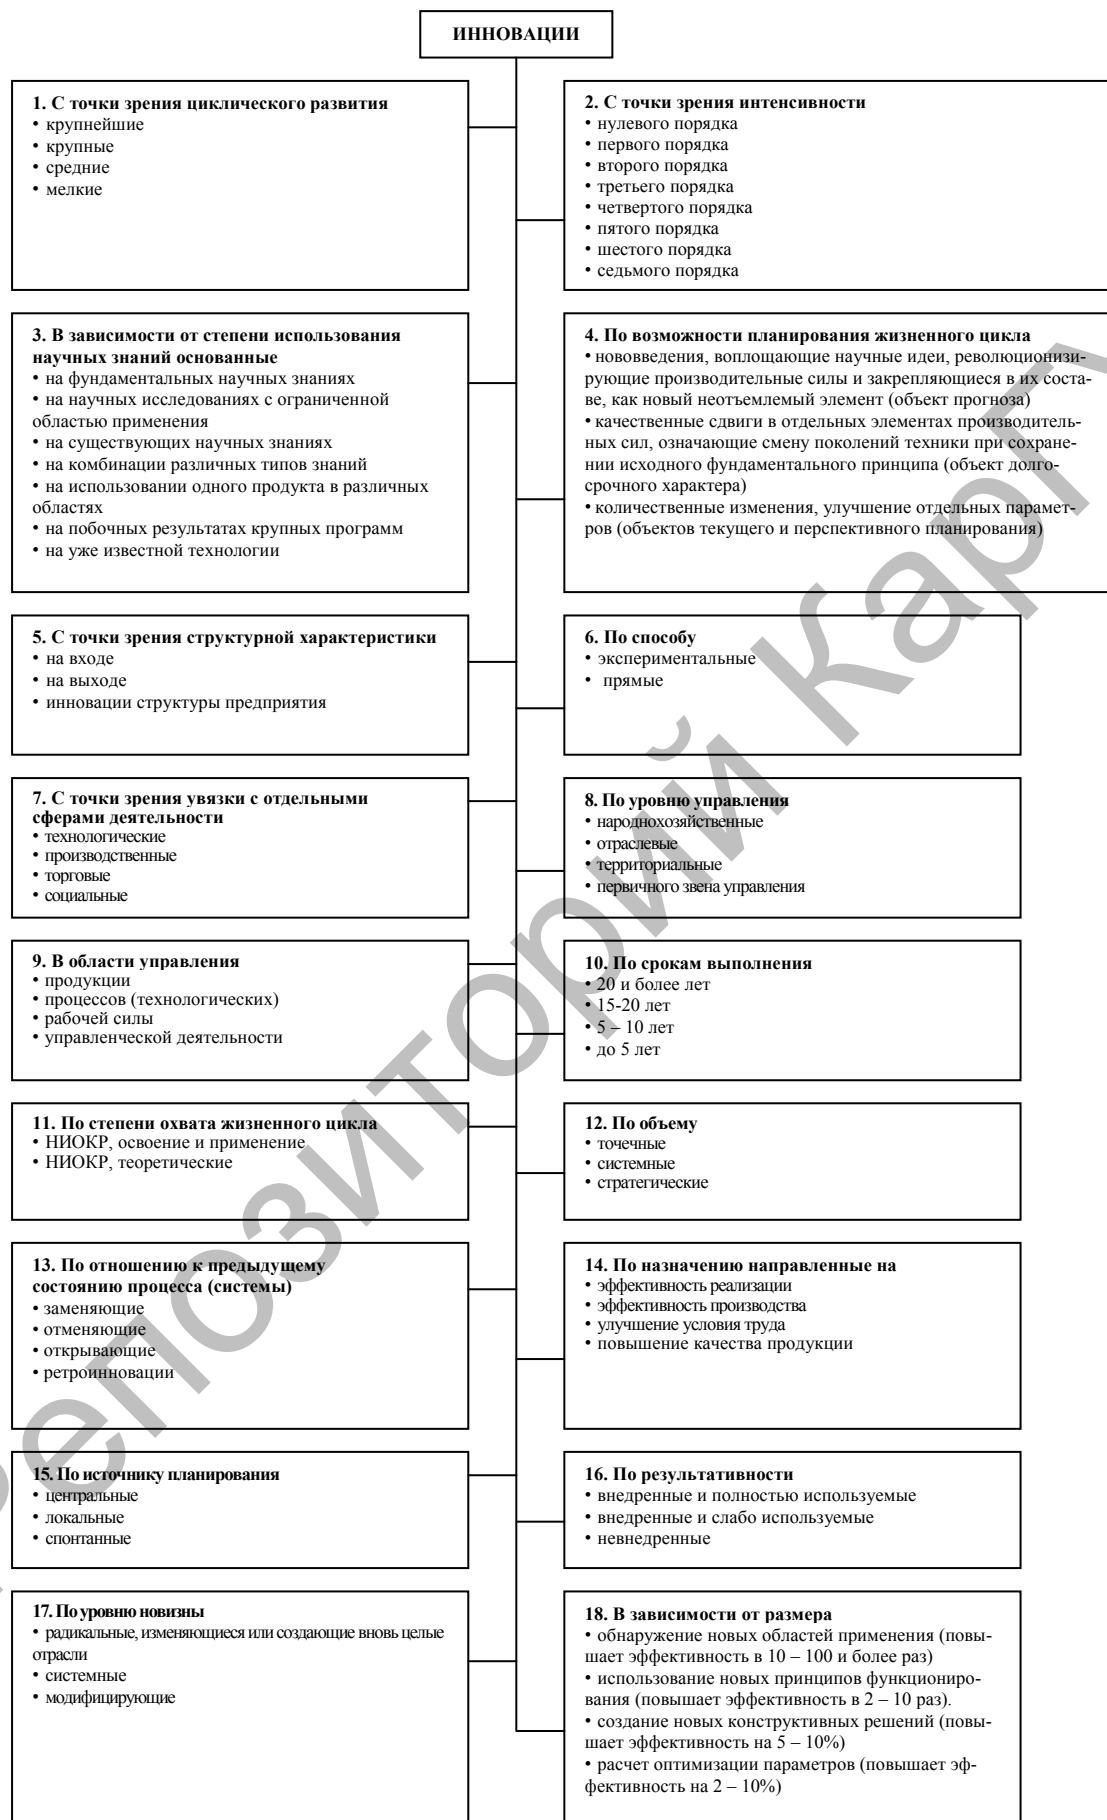 ИННОВАЦИИ
1. С точки зрения циклического развития
• крупнейшие
• крупные
• средние
• мелкие
2. С точки зрения интенсивности
• нулевого порядка
• первого порядка
• второго порядка
• третьего порядка
• четвертого порядка
• пятого порядка
• шестого порядка
• седьмого порядка
3. В зависимости от степени использования
научных знаний основанные
• на фундаментальных научных знаниях
• на научных исследованиях с ограниченной
областью применения
• на существующих научных знаниях
• на комбинации различных типов знаний
• на использовании одного продукта в различных
областях
• на побочных результатах крупных программ
• на уже известной технологии
4. По возможности планирования жизненного цикла
• нововведения, воплощающие научные идеи, революционизи-
рующие производительные силы и закрепляющиеся в их соста-
ве, как новый неотъемлемый элемент (объект прогноза)
• качественные сдвиги в отдельных элементах производитель-
ных сил, означающие смену поколений техники при сохране-
нии исходного фундаментального принципа (объект долго-
срочного характера)
• количественные изменения, улучшение отдельных парамет-
ров (объектов текущего и перспективного планирования)
5. С точки зрения структурной характеристики
• на входе
• на выходе
• инновации структуры предприятия
6. По способу
• экспериментальные
• прямые
7. С точки зрения увязки с отдельными
сферами деятельности
• технологические
• производственные
• торговые
• социальные
8. По уровню управления
• народнохозяйственные
• отраслевые
• территориальные
• первичного звена управления
9. В области управления
• продукции
• процессов (технологических)
• рабочей силы
• управленческой деятельности
10. По срокам выполнения
• 20 и более лет
• 15-20 лет
• 5 – 10 лет
• до 5 лет
11. По степени охвата жизненного цикла
• НИОКР, освоение и применение
• НИОКР, теоретические
12. По объему
• точечные
• системные
• стратегические
13. По отношению к предыдущему
состоянию процесса (системы)
• заменяющие
• отменяющие
• открывающие
• ретроинновации
14. По назначению направленные на
• эффективность реализации
• эффективность производства
• улучшение условия труда
• повышение качества продукции
15. По источнику планирования
• центральные
• локальные
• спонтанные
16. По результативности
• внедренные и полностью используемые
• внедренные и слабо используемые
• невнедренные
17. По уровню новизны
• радикальные, изменяющиеся или создающие вновь целые
отрасли
• системные
• модифицирующие
18. В зависимости от размера
• обнаружение новых областей применения (повы-
шает эффективность в 10 – 100 и более раз)
• использование новых принципов функциониро-
вания (повышает эффективность в 2 – 10 раз).
• создание новых конструктивных решений (повы-
шает эффективность на 5 – 10%)
• расчет оптимизации параметров (повышает эф-
фективность на 2 – 10%)
Репозиторий КарГУ